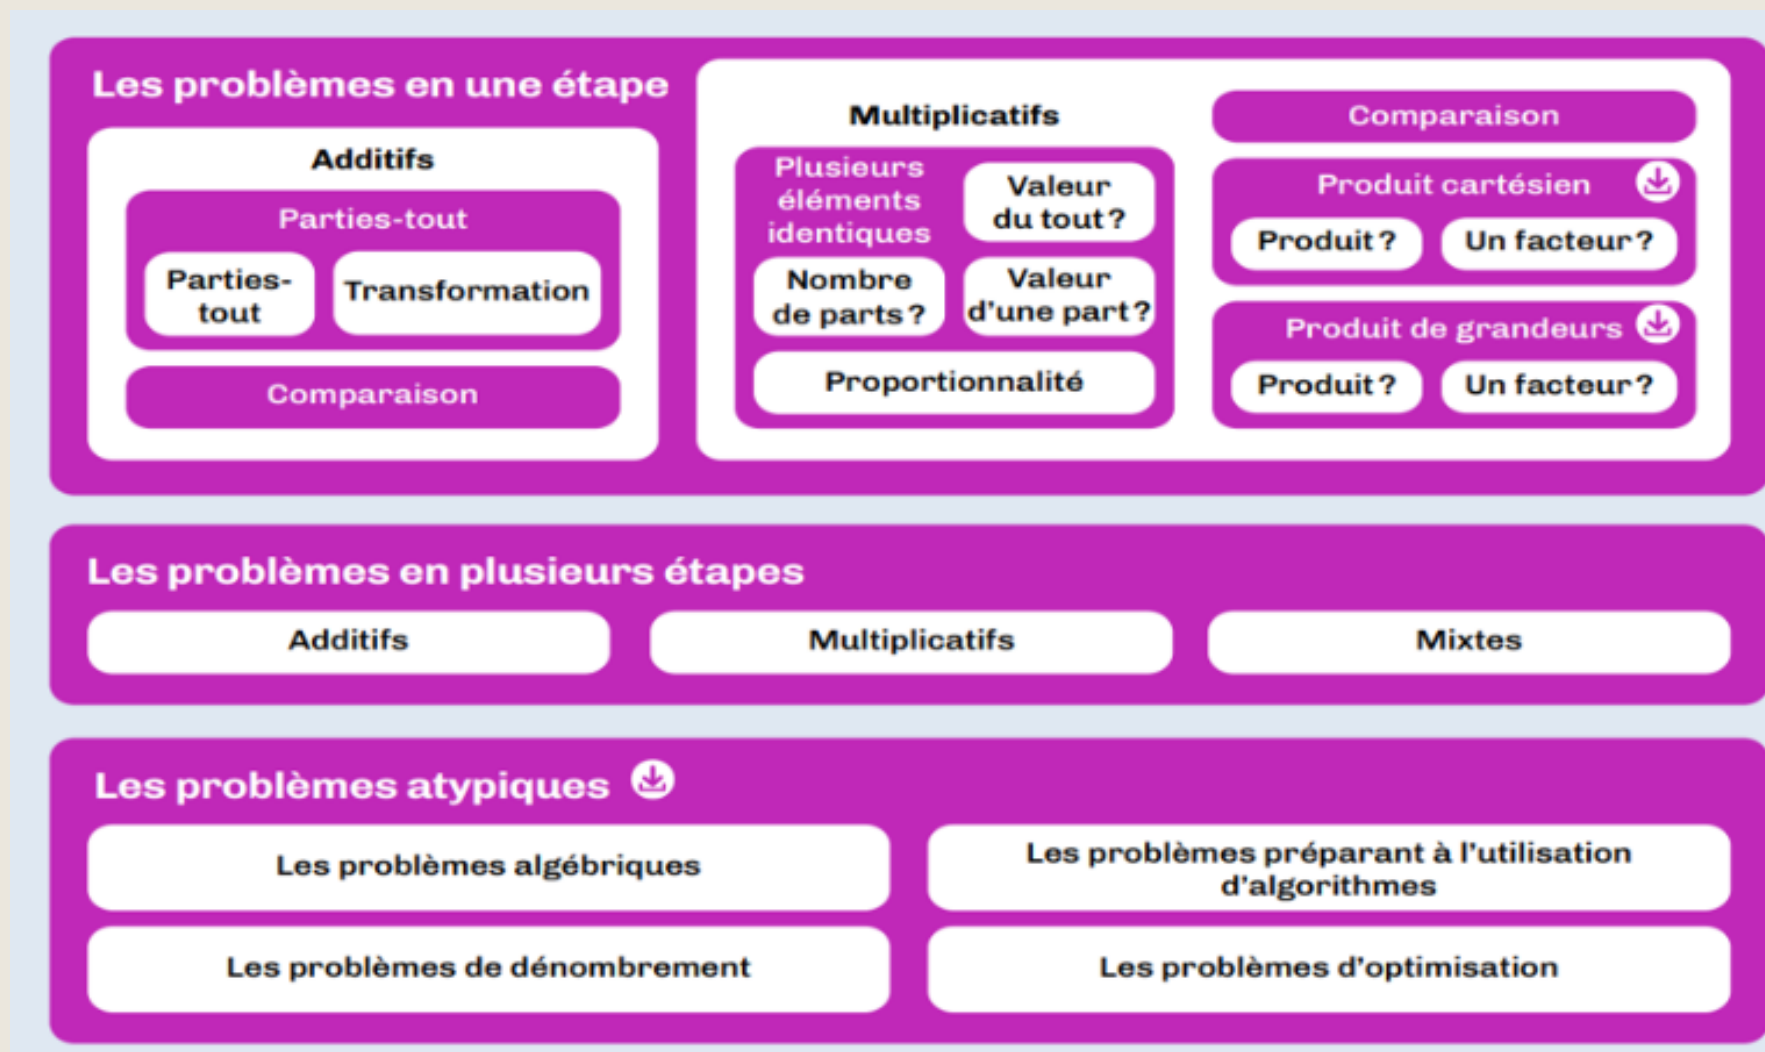 Les problèmes en une étape
Additifs
Parties-tout
Parties-
tout
Transformation
Comparaison
Multiplicatifs
Plusieurs
éléments
identiques
Valeur
du tout ?
Nombre
de parts ?
Valeur
d'une part ?
Proportionnalité
Comparaison
Produit cartésien
Produit ?
Un facteur ?
Produit de grandeurs
Produit ?
Un facteur ?
Les problèmes en plusieurs étapes
Additifs
Multiplicatifs
Mixtes
Les problèmes atypiques
Les problèmes algébriques
Les problèmes préparant à l'utilisation
d'algorithmes
Les problèmes de dénombrement
Les problèmes d'optimisation